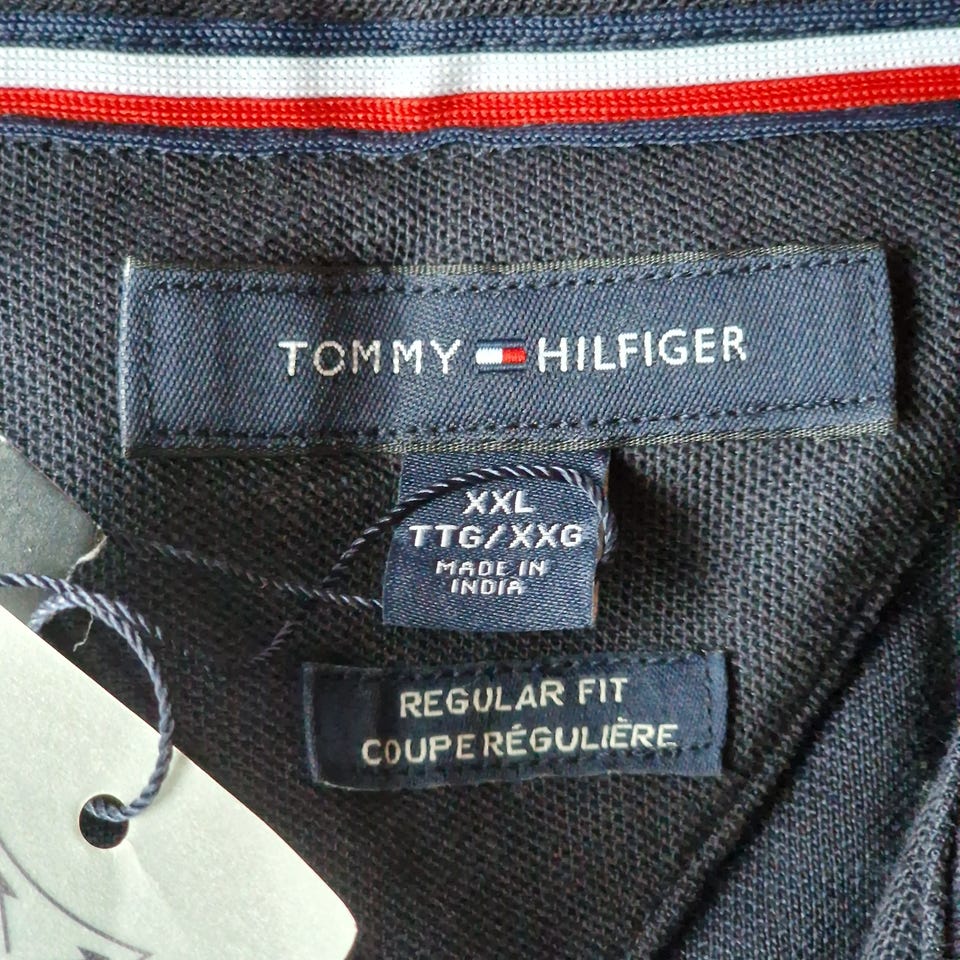 TOMMY HILFIGER
XXL
TTG/XXG
MADE IN
INDIA
REGULAR FIT
COUPE RÉGULIÈRE